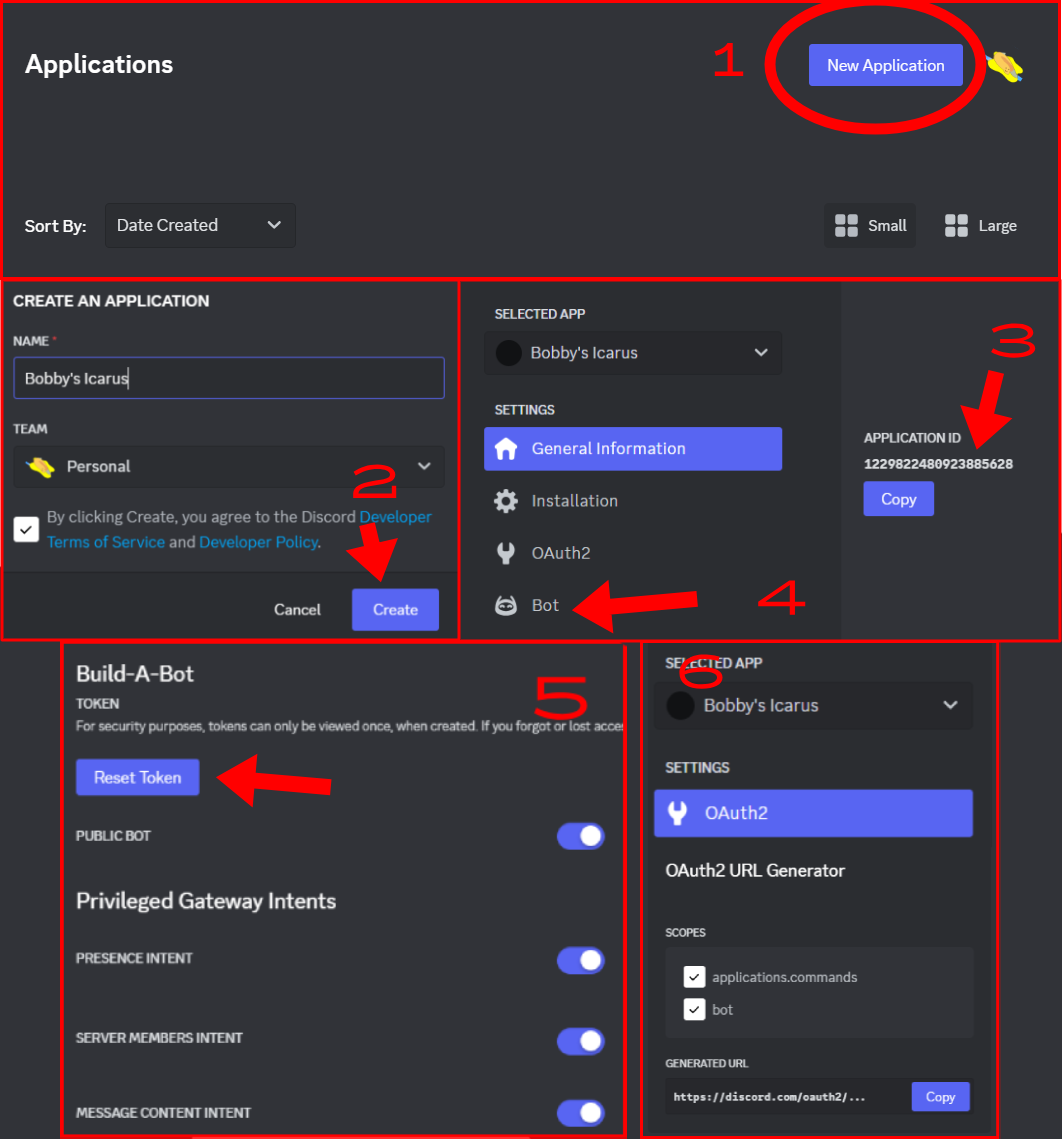 Applications
1
New Application
Sort By:
Date Created
Small
Large
CREATE AN APPLICATION
NAME *
Bobby's Icarus
TEAM
Personal
2
By clicking Create, you agree to the Discord Developer
Terms of Service and Developer Policy.
Cancel
Create
SELECTED APP
Bobby's Icarus
SETTINGS
General Information
Installation
OAuth2
Bot
4
3
APPLICATION ID
1229822480923885628
Copy
Build-A-Bot
5
TOKEN
For security purposes, tokens can only be viewed once, when created. If you forgot or lost
Reset Token
PUBLIC BOT
Privileged Gateway Intents
PRESENCE INTENT
SERVER MEMBERS INTENT
MESSAGE CONTENT INTENT
6
SELECTED APP
Bobby's Icarus
SETTINGS
OAuth2
OAuth2 URL Generator
SCOPES
applications.commands
bot
GENERATED URL
https://discord.com/oauth2/...
Copy